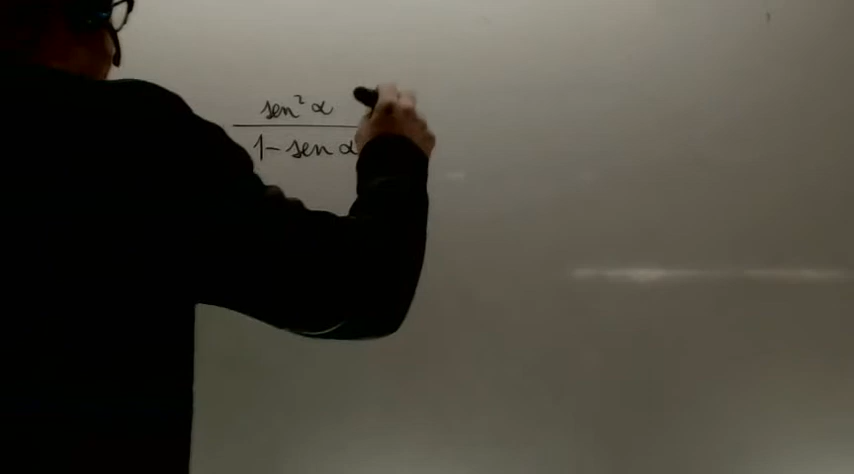 sen² α
1 - sen α